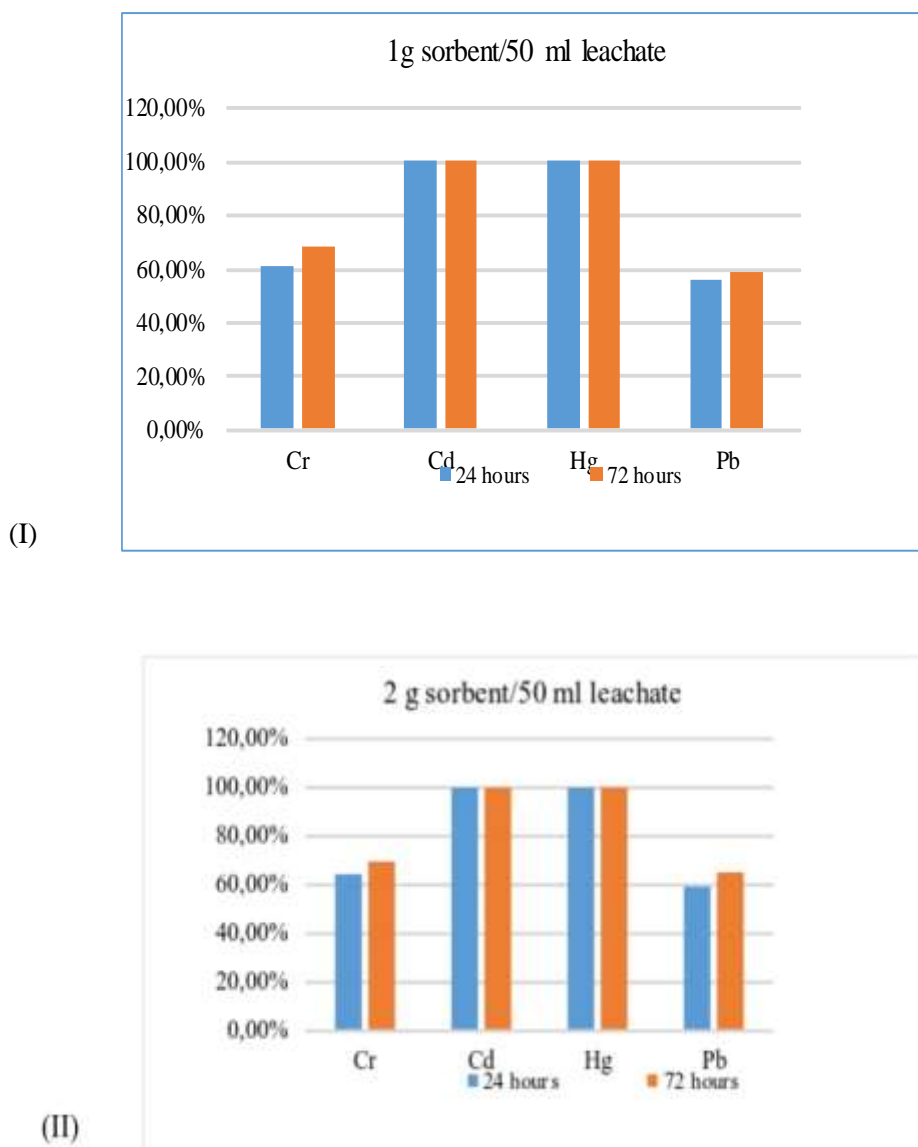 1g sorbent/50 ml leachate
120,00%
100,00%
80,00%
60,00%
40,00%
20,00%
0,00%
Cr Cd Hg Pb
24 hours 72 hours
(I)
2 g sorbent/50 ml leachate
120,00%
100,00%
80,00%
60,00%
40,00%
20,00%
0,00%
Cr Cd Hg Pb
24 hours 72 hours
(II)